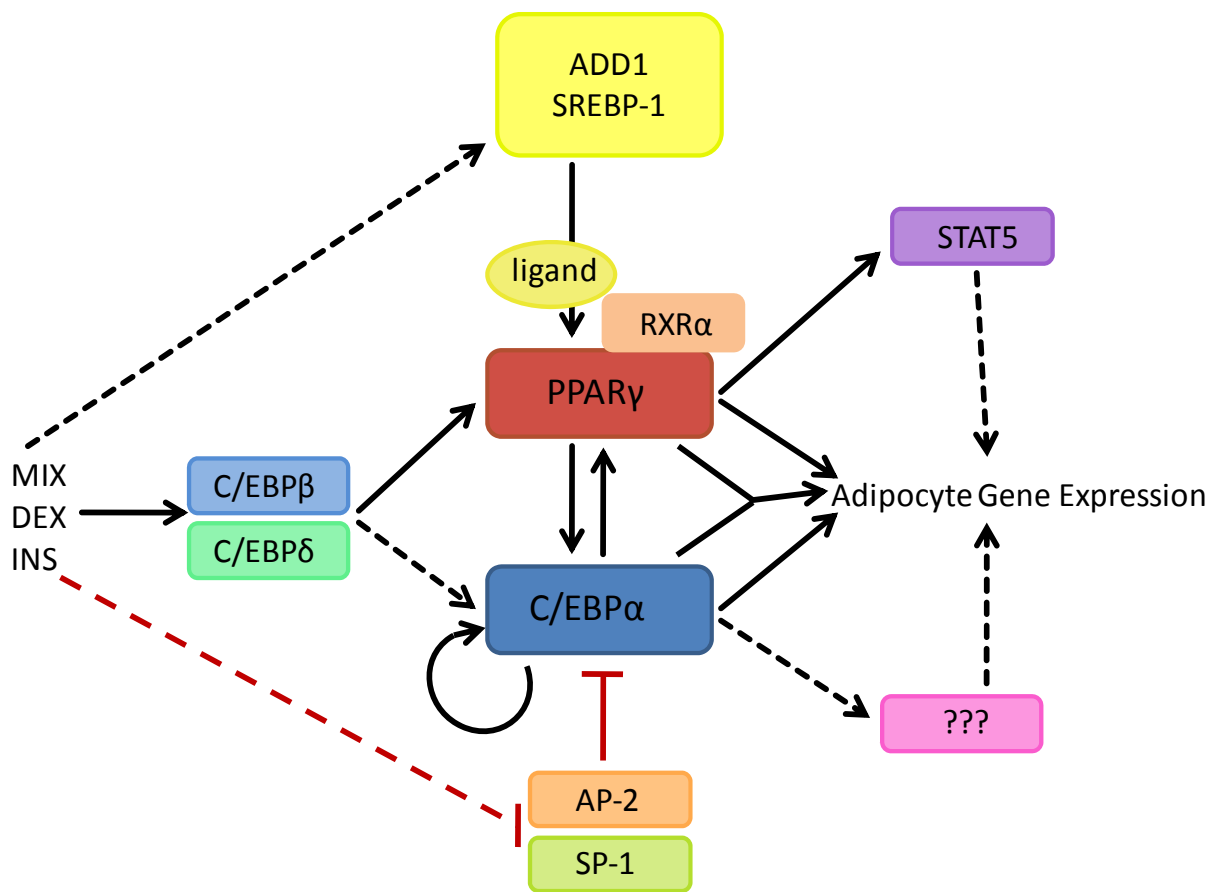 ADD1
SREBP-1
ligand
RXRα
STAT5
PPARγ
MIX
DEX
INS
C/EBPβ
C/EBPδ
Adipocyte Gene Expression
C/EBPα
???
AP-2
SP-1